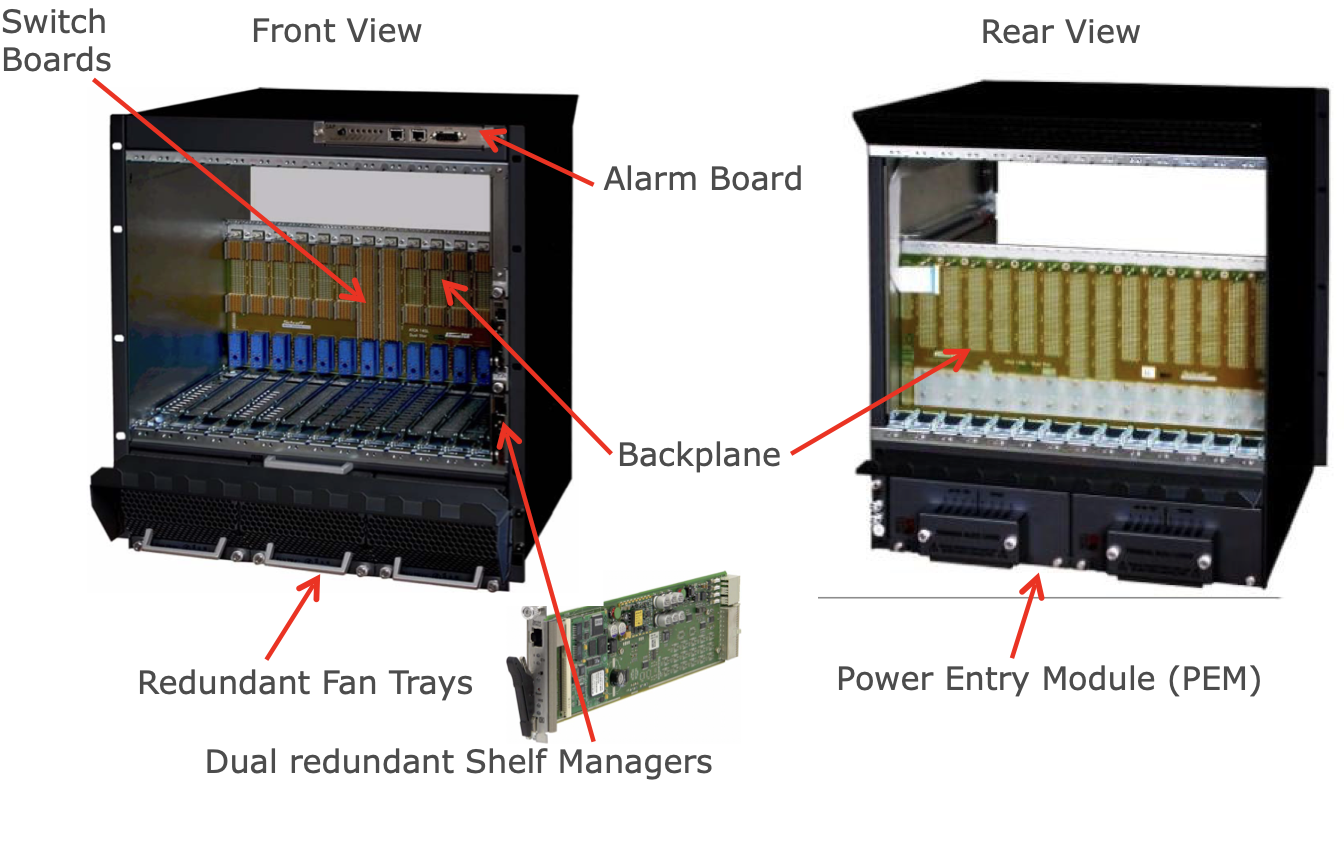 Switch
Boards
Front View
Rear View
Alarm Board
Backplane
Redundant Fan Trays
Power Entry Module (PEM)
Dual redundant Shelf Managers